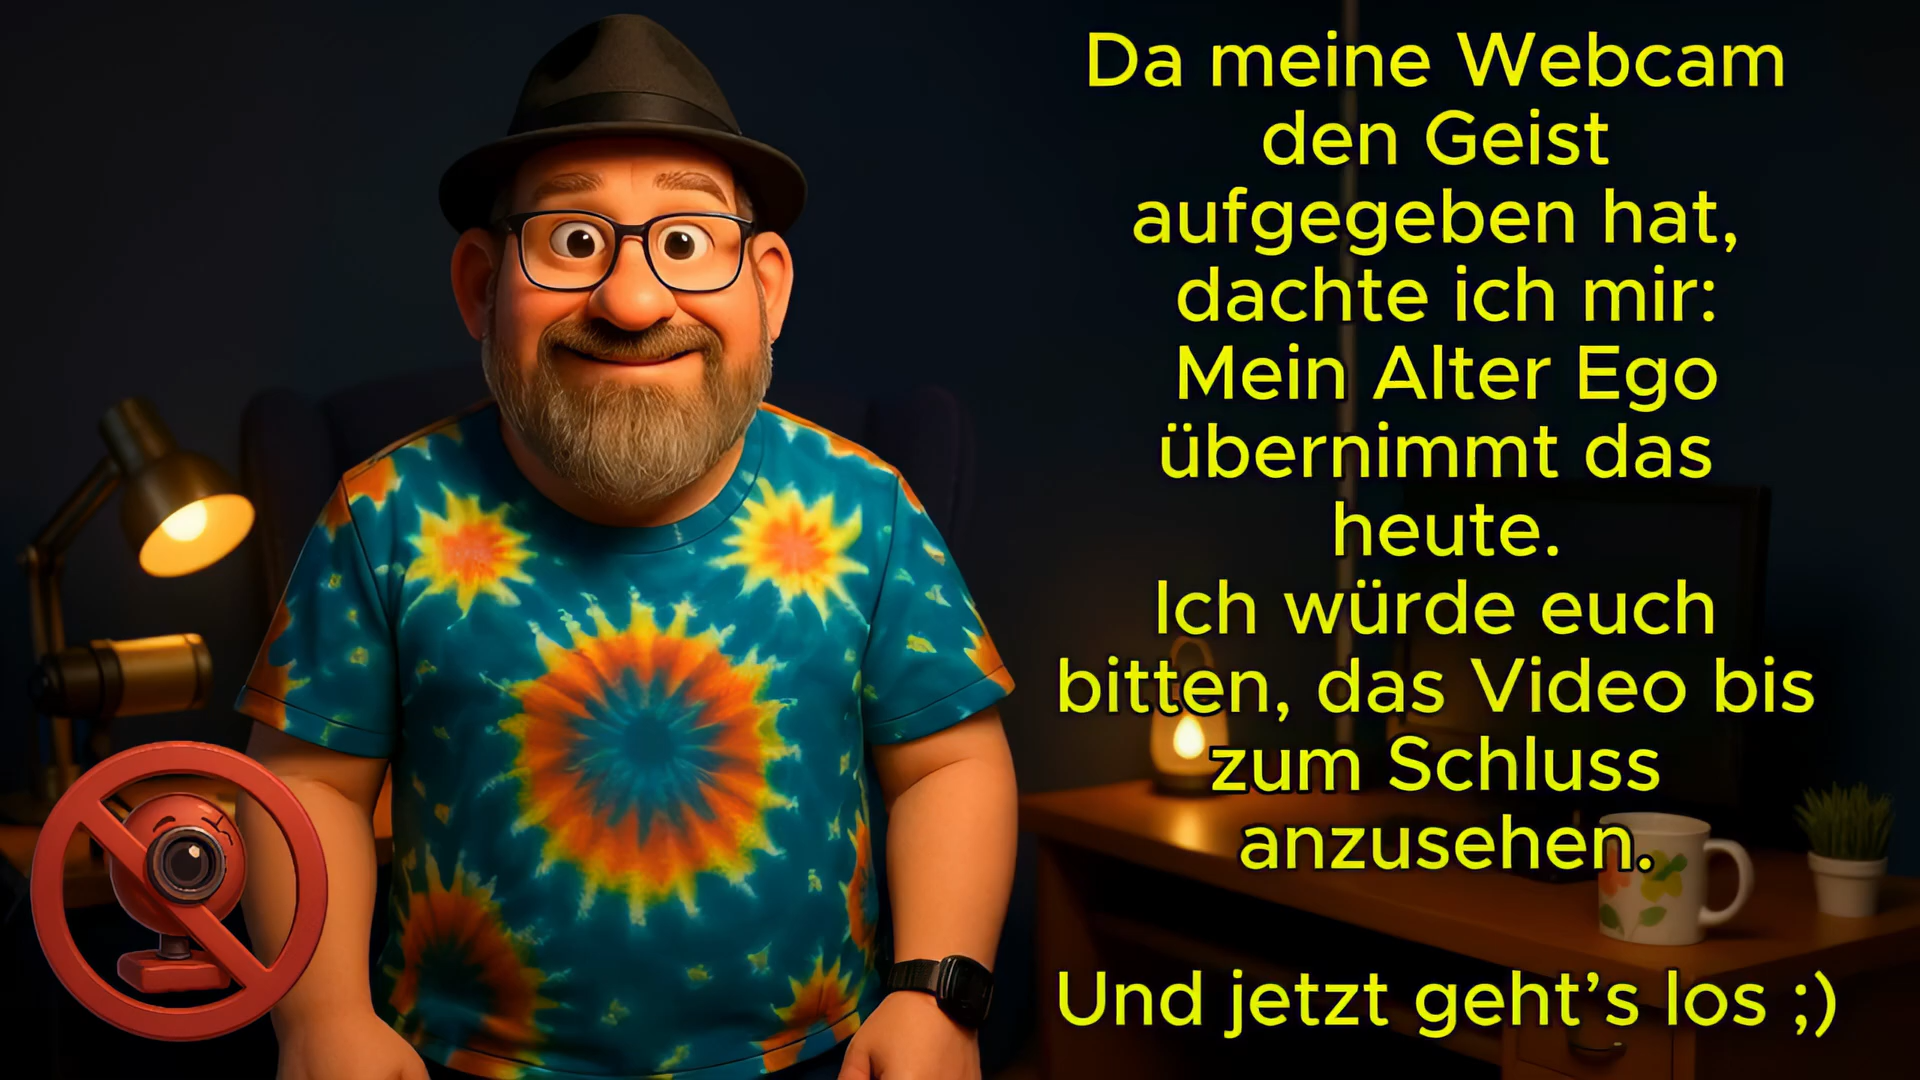 Da meine Webcam
den Geist
aufgegeben hat,
dachte ich mir:
Mein Alter Ego
übernimmt das
heute.
Ich würde euch
bitten, das Video bis
zum Schluss
anzusehen.
Und jetzt geht's los ;)